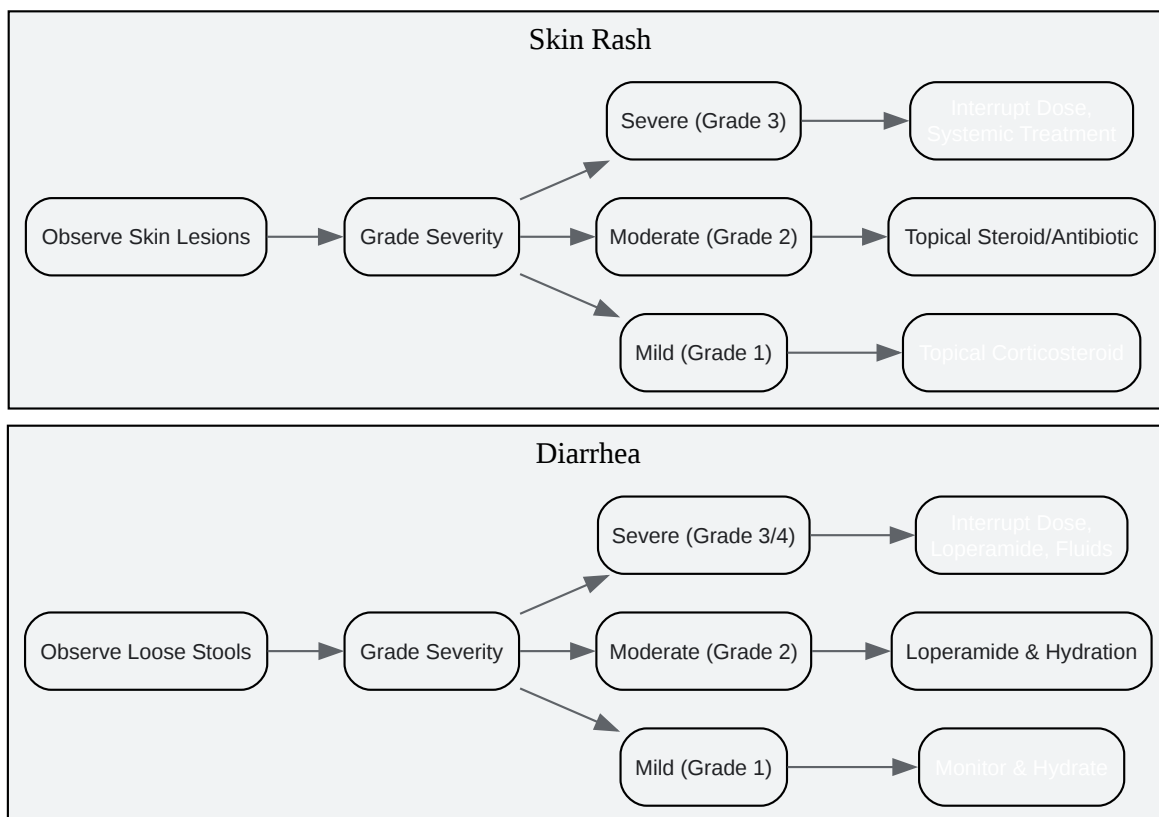 Skin Rash
Severe (Grade 3)
Interrupt Dose,
Systemic Treatment
Observe Skin Lesions
Grade Severity
Moderate (Grade 2)
Topical Steroid/Antibiotic
Mild (Grade 1)
Topical Corticosteroid
Diarrhea
Severe (Grade 3/4)
Interrupt Dose,
Loperamide, Fluids
Observe Loose Stools
Grade Severity
Moderate (Grade 2)
Loperamide & Hydration
Mild (Grade 1)
Monitor & Hydrate